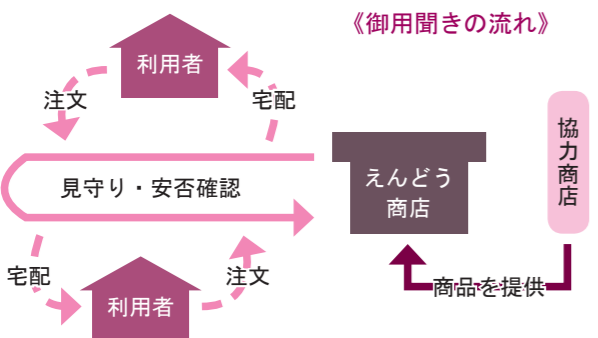 《御用聞きの流れ》
利用者
注文
宅配
見守り・安否確認
えんどう
商店
協力商店
宅配
注文
利用者
商品を提供